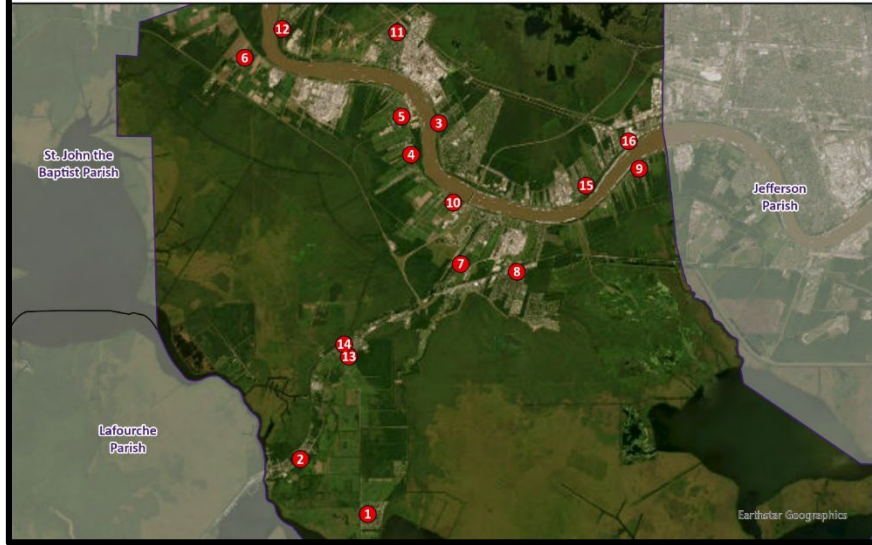 12
11
6
5
3
St. John the
Baptist Parish
4
16
9
15
Jefferson
Parish
10
7
8
14
13
Lafourche
Parish
2
1
Earthstar Geographics